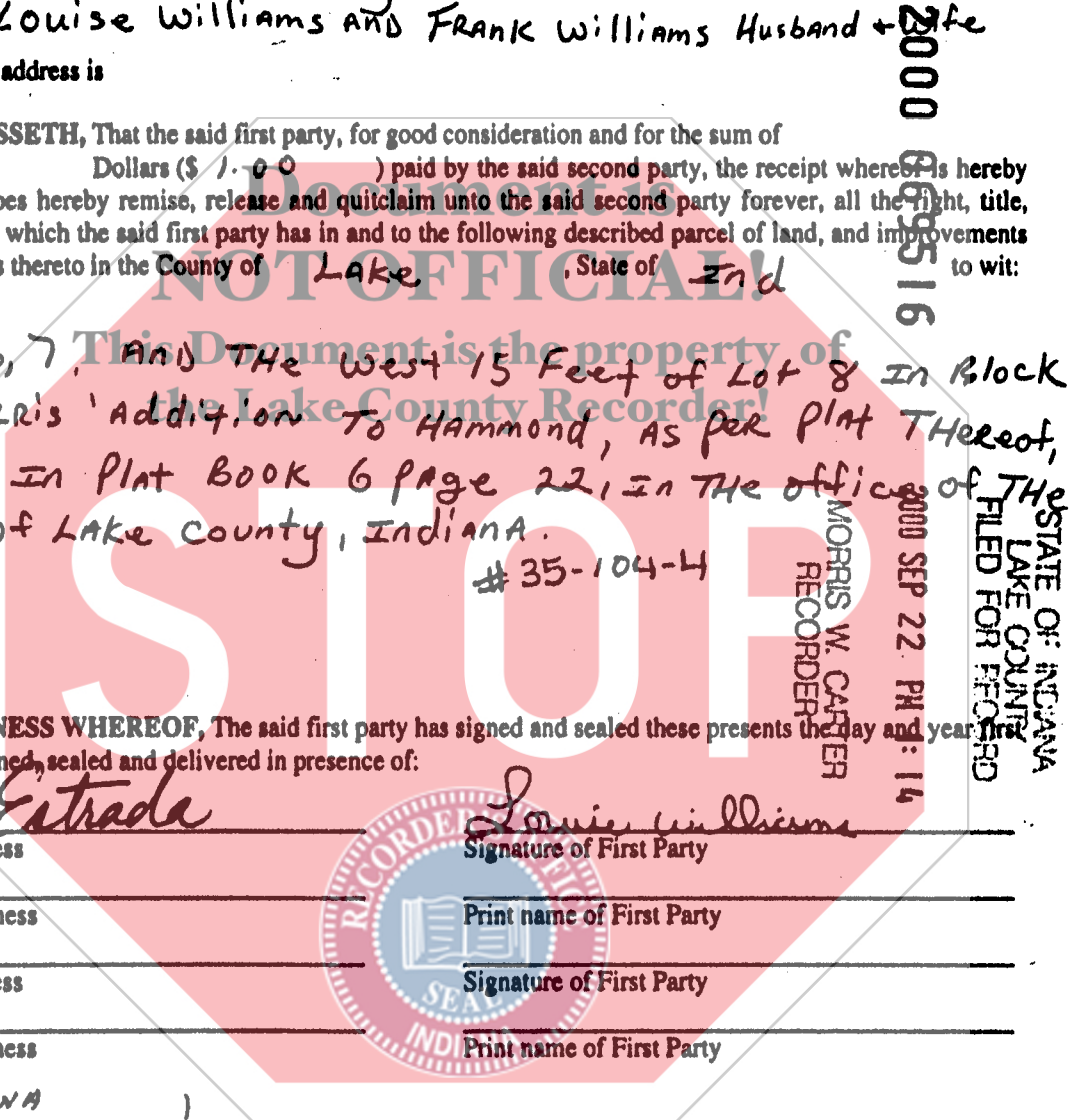 Louise Williams AND FRANK Williams Husband + Wife
address is
SSETH, That the said first party, for good consideration and for the sum of
Dollars ($ 1.00 ) paid by the said second party, the receipt whereof is hereby
oes hereby remise, release and quitclaim unto the said second party forever, all the right, title,
which the said first party has in and to the following described parcel of land, and improvements
s thereto in the County of LAKe , State of Ind to wit:
, 7, AND THe west 15 Feet of Lot 8 In Block
RRis' Addition To HAmmond, As PeR PlAt THereof,
In PlAt BOOK 6 PAge 22, In THe office of THe
of LAKe County, IndiAnA.
#35-104-4
NESS WHEREOF, The said first party has signed and sealed these presents the day and year first
ned, sealed and delivered in presence of:
Estrada
Louise Williams
ess
Signature of First Party
ness
Print name of First Party
ess
Signature of First Party
ness
Print name of First Party
NA )
2000 069516
STATE OF INDIANA
LAKE COUNTY
FILED FOR RECORD
2000 SEP 22 PM 14
MORRIS W. CARTER
RECORDER
Document is
NOT OFFICIAL!
This Document is the property of
the Lake County Recorder!
STOP
RECORDER'S OFFICE
SEAL
INDIANA